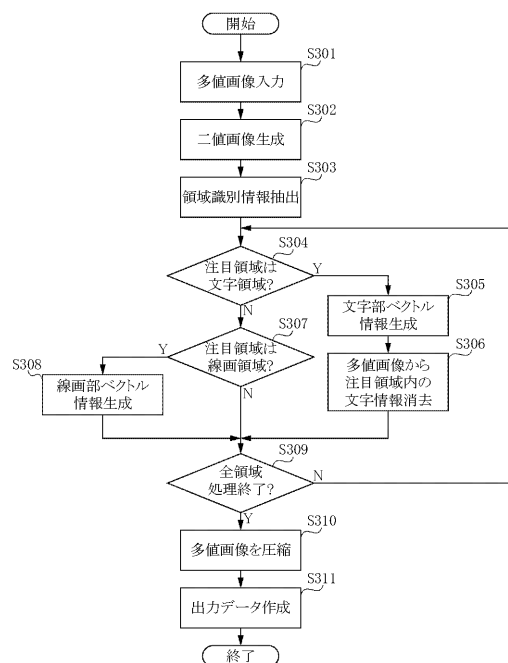 開始
S301
多値画像入力
S302
二値画像生成
S303
領域識別情報抽出
S304
注目領域は
文字領域?
Y
N
S305
文字部ベクトル
情報生成
S306
多値画像から
注目領域内の
文字情報消去
S307
注目領域は
線画領域?
Y
N
S308
線画部ベクトル
情報生成
S309
全領域
処理終了?
N
Y
S310
多値画像を圧縮
S311
出力データ作成
終了